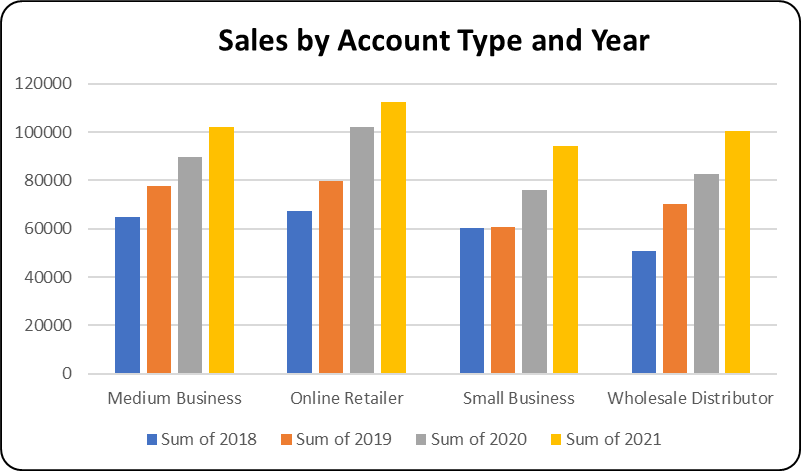 Sales by Account Type and Year
120000
100000
80000
60000
40000
20000
0
Medium Business Online Retailer Small Business Wholesale Distributor
Sum of 2018 Sum of 2019 Sum of 2020 Sum of 2021